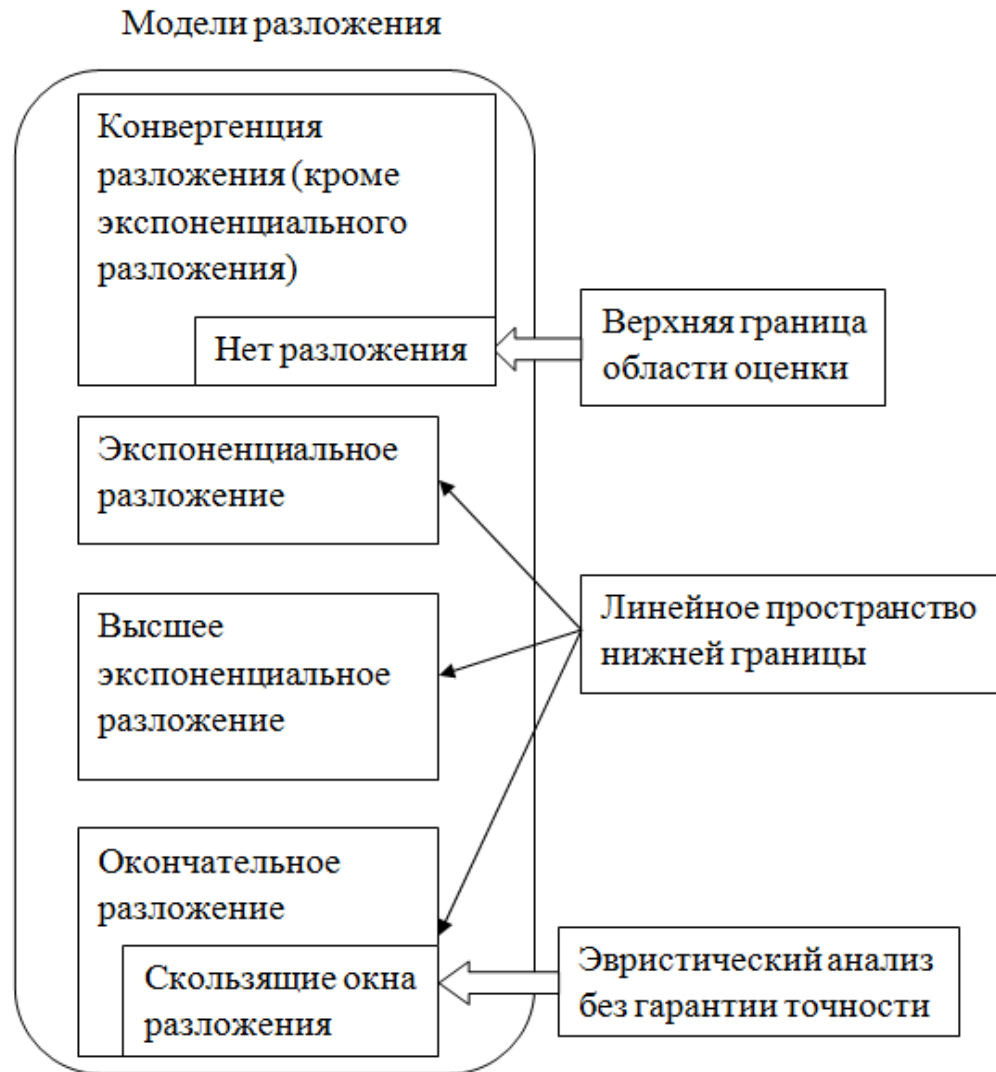 Модели разложения
Конвергенция
разложения (кроме
экспоненциального
разложения)
Нет разложения
Верхняя граница
области оценки
Экспоненциальное
разложение
Высшее
экспоненциальное
разложение
Линейное пространство
нижней границы
Окончательное
разложение
Скользящие окна
разложения
Эвристический анализ
без гарантии точности